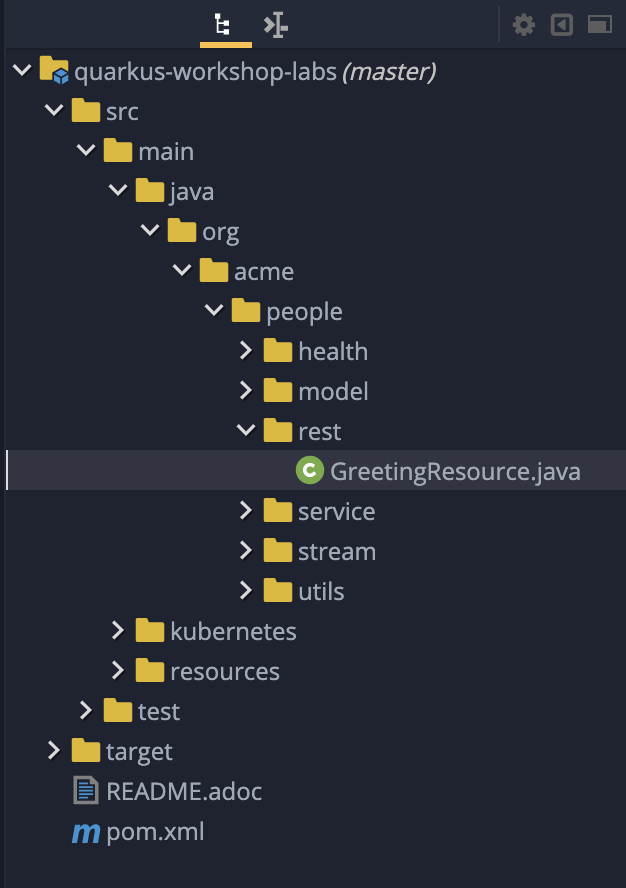 quarkus-workshop-labs (master)
src
main
java
org
acme
people
health
model
rest
C GreetingResource.java
service
stream
utils
kubernetes
resources
test
target
README.adoc
m pom.xml